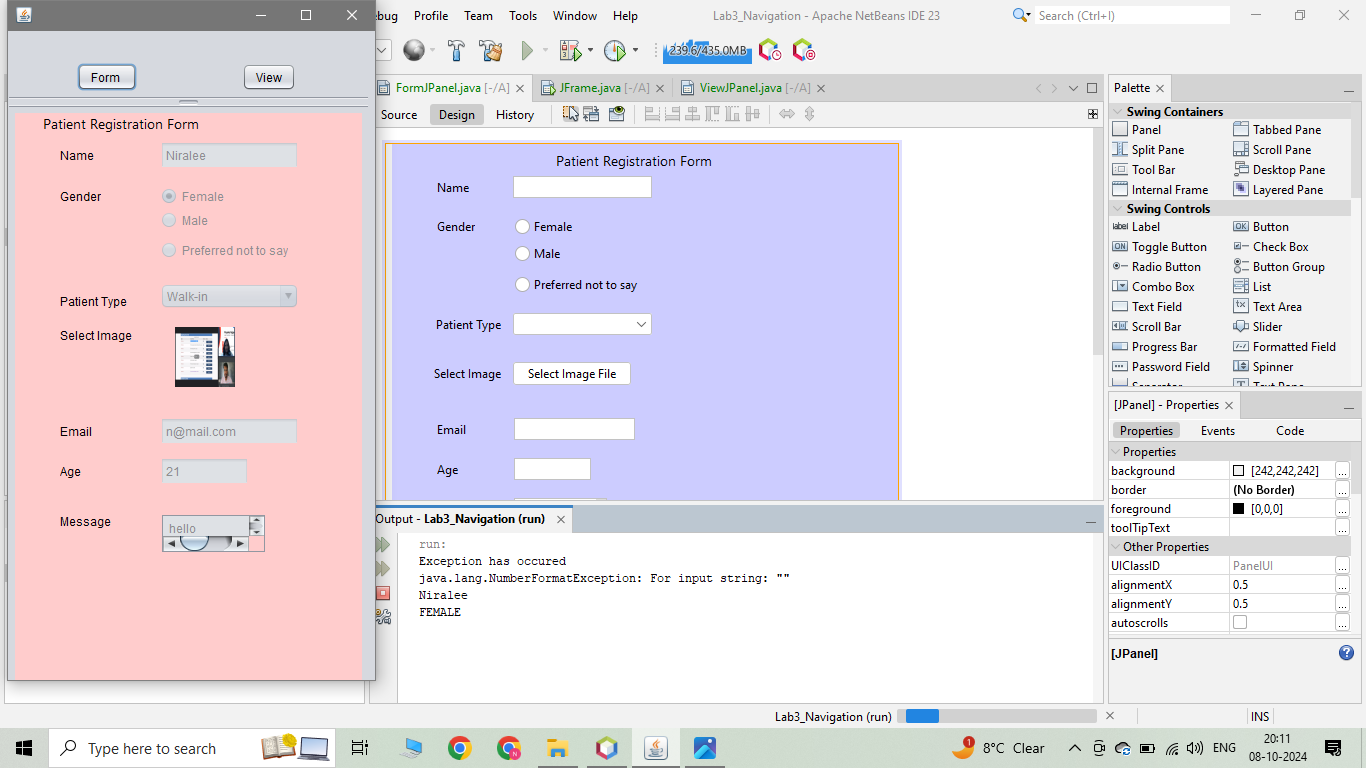 ebug Profile Team Tools Window Help
Lab3_Navigation - Apache NetBeans IDE 23
Search (Ctrl+I)
239.6/435.0MB
FormJPanel.java [-/A]
JFrame.java [-/A]
ViewJPanel.java [-/A]
Source Design History
Form
View
Patient Registration Form
Name
Niralee
Gender
Female
Male
Preferred not to say
Patient Type
Walk-in
Select Image
Email
n@mail.com
Age
21
Message
hello
Patient Registration Form
Name
Gender
Female
Male
Preferred not to say
Patient Type
Select Image
Select Image File
Email
Age
Output - Lab3_Navigation (run)
run:
Exception has occured
java.lang.NumberFormatException: For input string: ""
Niralee
FEMALE
Palette
Swing Containers
Panel Tabbed Pane
Split Pane Scroll Pane
Tool Bar Desktop Pane
Internal Frame Layered Pane
Swing Controls
label Label OK Button
ON Toggle Button Check Box
Radio Button Button Group
Combo Box List
Text Field Text Area
Scroll Bar Slider
Progress Bar Formatted Field
Password Field Spinner
Separator Text Pane
[JPanel] - Properties
Properties Events Code
Properties
background [242,242,242] ...
border (No Border) ...
foreground [0,0,0] ...
toolTipText ...
Other Properties
UIClassID PanelUI ...
alignmentX 0.5 ...
alignmentY 0.5 ...
autoscrolls ...
[JPanel]
Lab3_Navigation (run)
INS
Type here to search
1
8°C Clear
ENG
20:11
08-10-2024